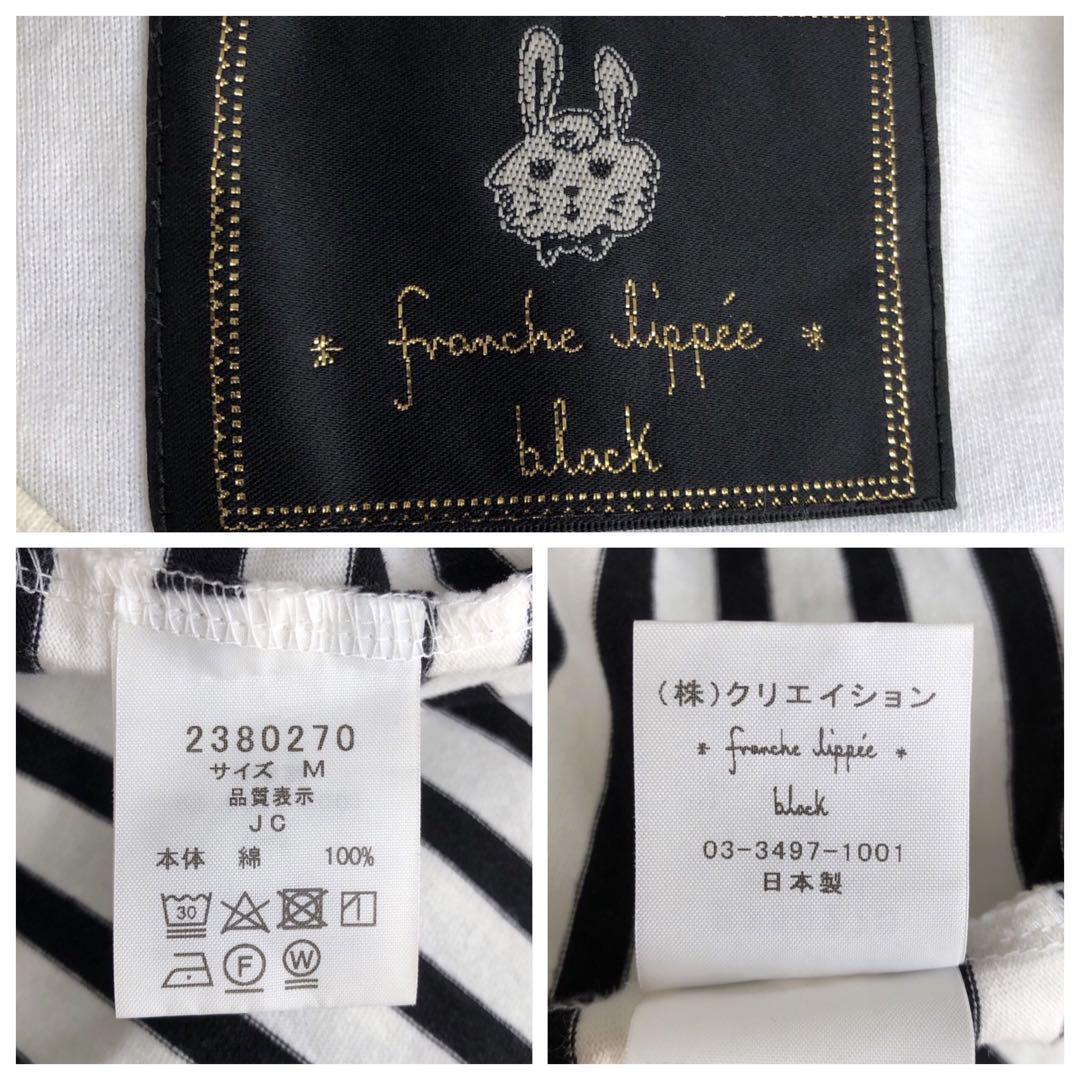 * franche lippée *
black
2380270
サイズ M
品質表示
JC
本体 綿 100%
30
F W
(株)クリエイション
* franche lippée *
black
03-3497-1001
日本製